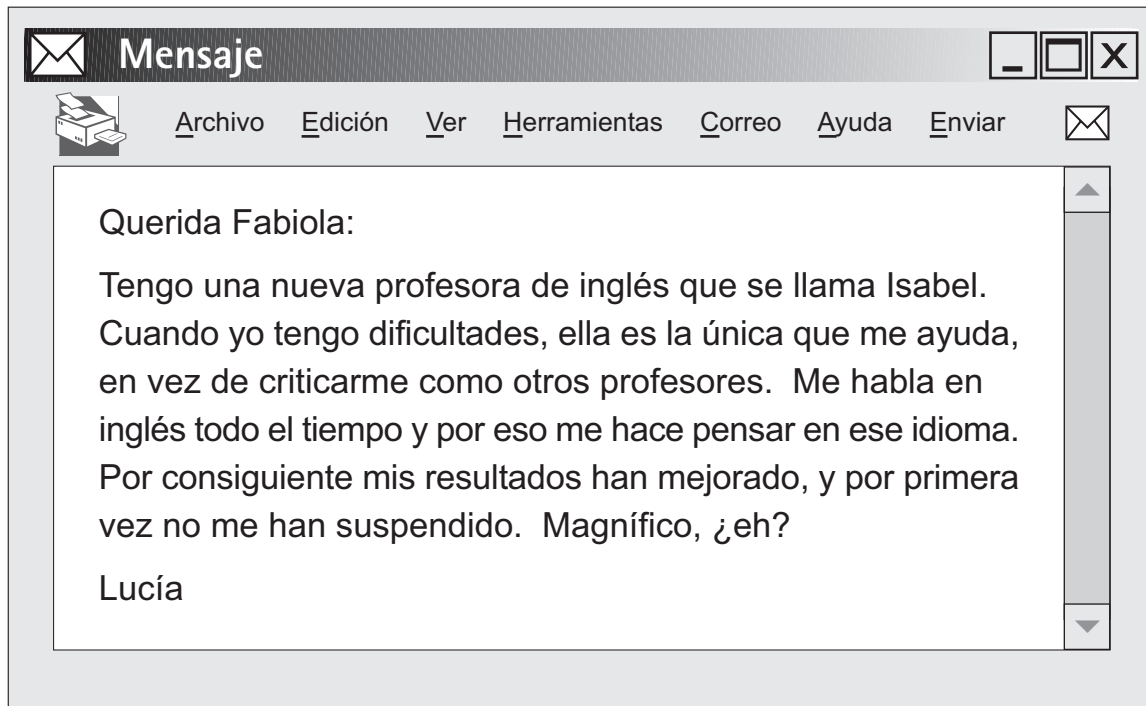 Mensaje
Archivo Edición Ver Herramientas Correo Ayuda Enviar
Querida Fabiola:
Tengo una nueva profesora de inglés que se llama Isabel.
Cuando yo tengo dificultades, ella es la única que me ayuda,
en vez de criticarme como otros profesores. Me habla en
inglés todo el tiempo y por eso me hace pensar en ese idioma.
Por consiguiente mis resultados han mejorado, y por primera
vez no me han suspendido. Magnífico, ¿eh?
Lucía